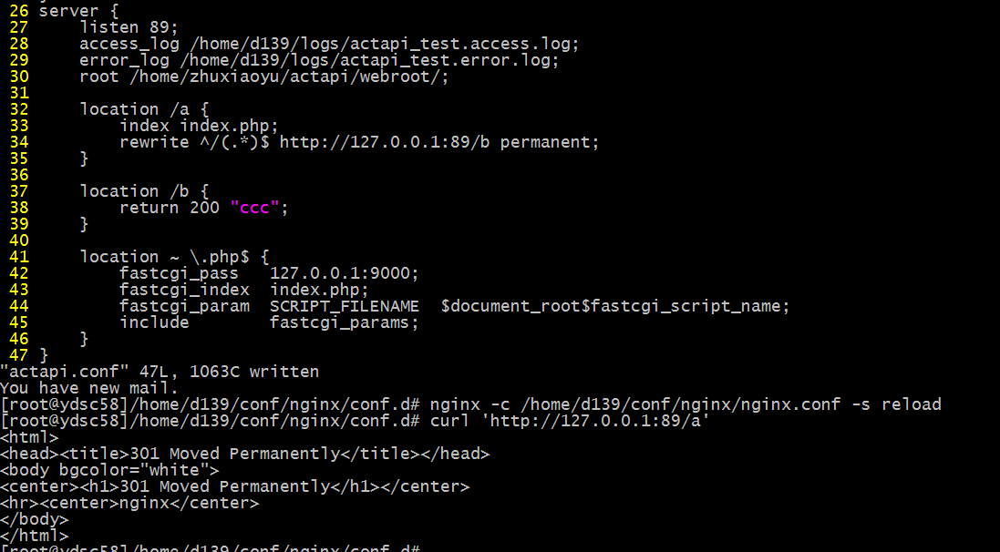 26 server {
27     listen 89;
28     access_log /home/d139/logs/actapi_test.access.log;
29     error_log /home/d139/logs/actapi_test.error.log;
30     root /home/zhuxiaoyu/actapi/webroot/;
31
32     location /a {
33         index index.php;
34         rewrite ^/(.*)$ http://127.0.0.1:89/b permanent;
35     }
36
37     location /b {
38         return 200 "ccc";
39     }
40
41     location ~ \.php$ {
42         fastcgi_pass   127.0.0.1:9000;
43         fastcgi_index  index.php;
44         fastcgi_param  SCRIPT_FILENAME  $document_root$fastcgi_script_name;
45         include        fastcgi_params;
46     }
47 }
"actapi.conf" 47L, 1063C written
You have new mail.
[root@ydsc58]/home/d139/conf/nginx/conf.d# nginx -c /home/d139/conf/nginx/nginx.conf -s reload
[root@ydsc58]/home/d139/conf/nginx/conf.d# curl 'http://127.0.0.1:89/a'
<html>
<head><title>301 Moved Permanently</title></head>
<body bgcolor="white">
<center><h1>301 Moved Permanently</h1></center>
<hr><center>nginx</center>
</body>
</html>
[root@ydsc58]/home/d139/conf/nginx/conf.d#